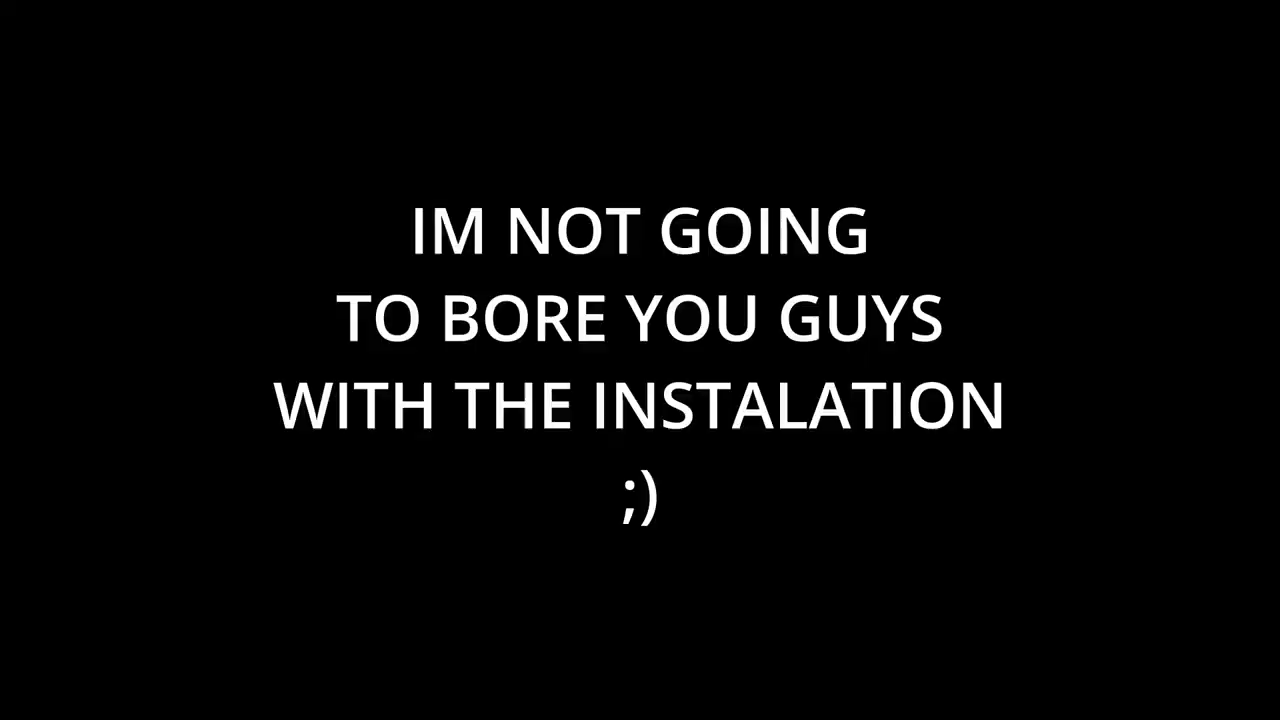 IM NOT GOING
TO BORE YOU GUYS
WITH THE INSTALATION
;)